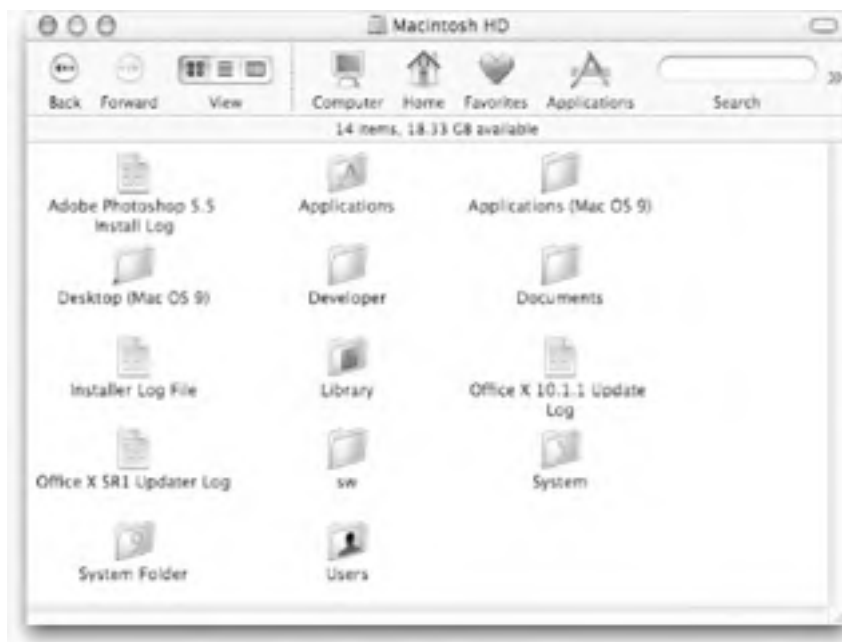 Macintosh HD
Back Forward View Computer Home Favorites Applications Search
14 items, 18.33 GB available
Adobe Photoshop 5.5 Applications Applications (Mac OS 9)
Install Log
Desktop (Mac OS 9) Developer Documents
Installer Log File Library Office X 10.1.1 Update
Log
Office X SR1 Updater Log sw System
System Folder Users